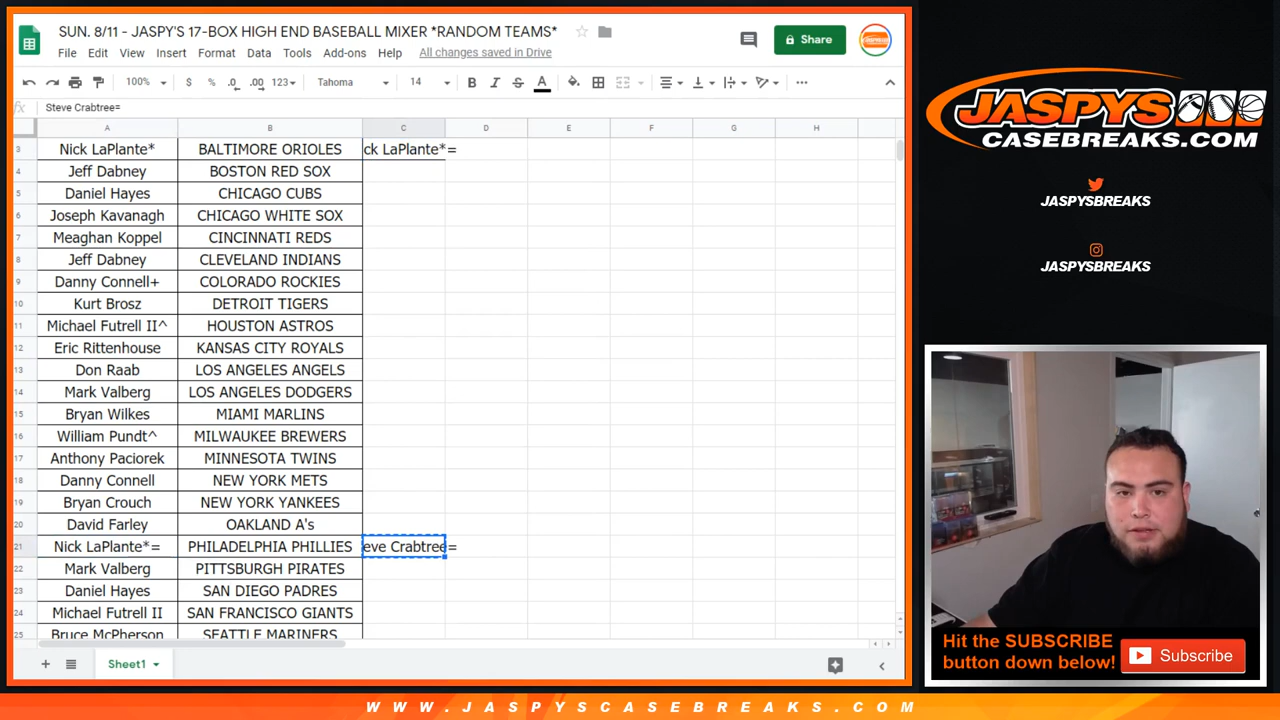 SUN. 8/11 - JASPY'S 17-BOX HIGH END BASEBALL MIXER *RANDOM TEAMS*
File Edit View Insert Format Data Tools Add-ons Help All changes saved in Drive
Share
100% $ % .0 .00 123 Tahoma 14 B I S A
fx Steve Crabtree=
A B C D E F G H
3 Nick LaPlante* BALTIMORE ORIOLES ck LaPlante*=
4 Jeff Dabney BOSTON RED SOX
5 Daniel Hayes CHICAGO CUBS
6 Joseph Kavanagh CHICAGO WHITE SOX
7 Meaghan Koppel CINCINNATI REDS
8 Jeff Dabney CLEVELAND INDIANS
9 Danny Connell+ COLORADO ROCKIES
10 Kurt Brosz DETROIT TIGERS
11 Michael Futrell II^ HOUSTON ASTROS
12 Eric Rittenhouse KANSAS CITY ROYALS
13 Don Raab LOS ANGELES ANGELS
14 Mark Valberg LOS ANGELES DODGERS
15 Bryan Wilkes MIAMI MARLINS
16 William Pundt^ MILWAUKEE BREWERS
17 Anthony Paciorek MINNESOTA TWINS
18 Danny Connell NEW YORK METS
19 Bryan Crouch NEW YORK YANKEES
20 David Farley OAKLAND A's
21 Nick LaPlante*= PHILADELPHIA PHILLIES eve Crabtree=
22 Mark Valberg PITTSBURGH PIRATES
23 Daniel Hayes SAN DIEGO PADRES
24 Michael Futrell II SAN FRANCISCO GIANTS
25 Bruce McPherson SEATTLE MARINERS
Sheet1
JASPYS
CASEBREAKS.COM
JASPYSBREAKS
JASPYSBREAKS
Hit the SUBSCRIBE
button down below!
Subscribe
WWW.JASPYSCASEBREAKS.COM